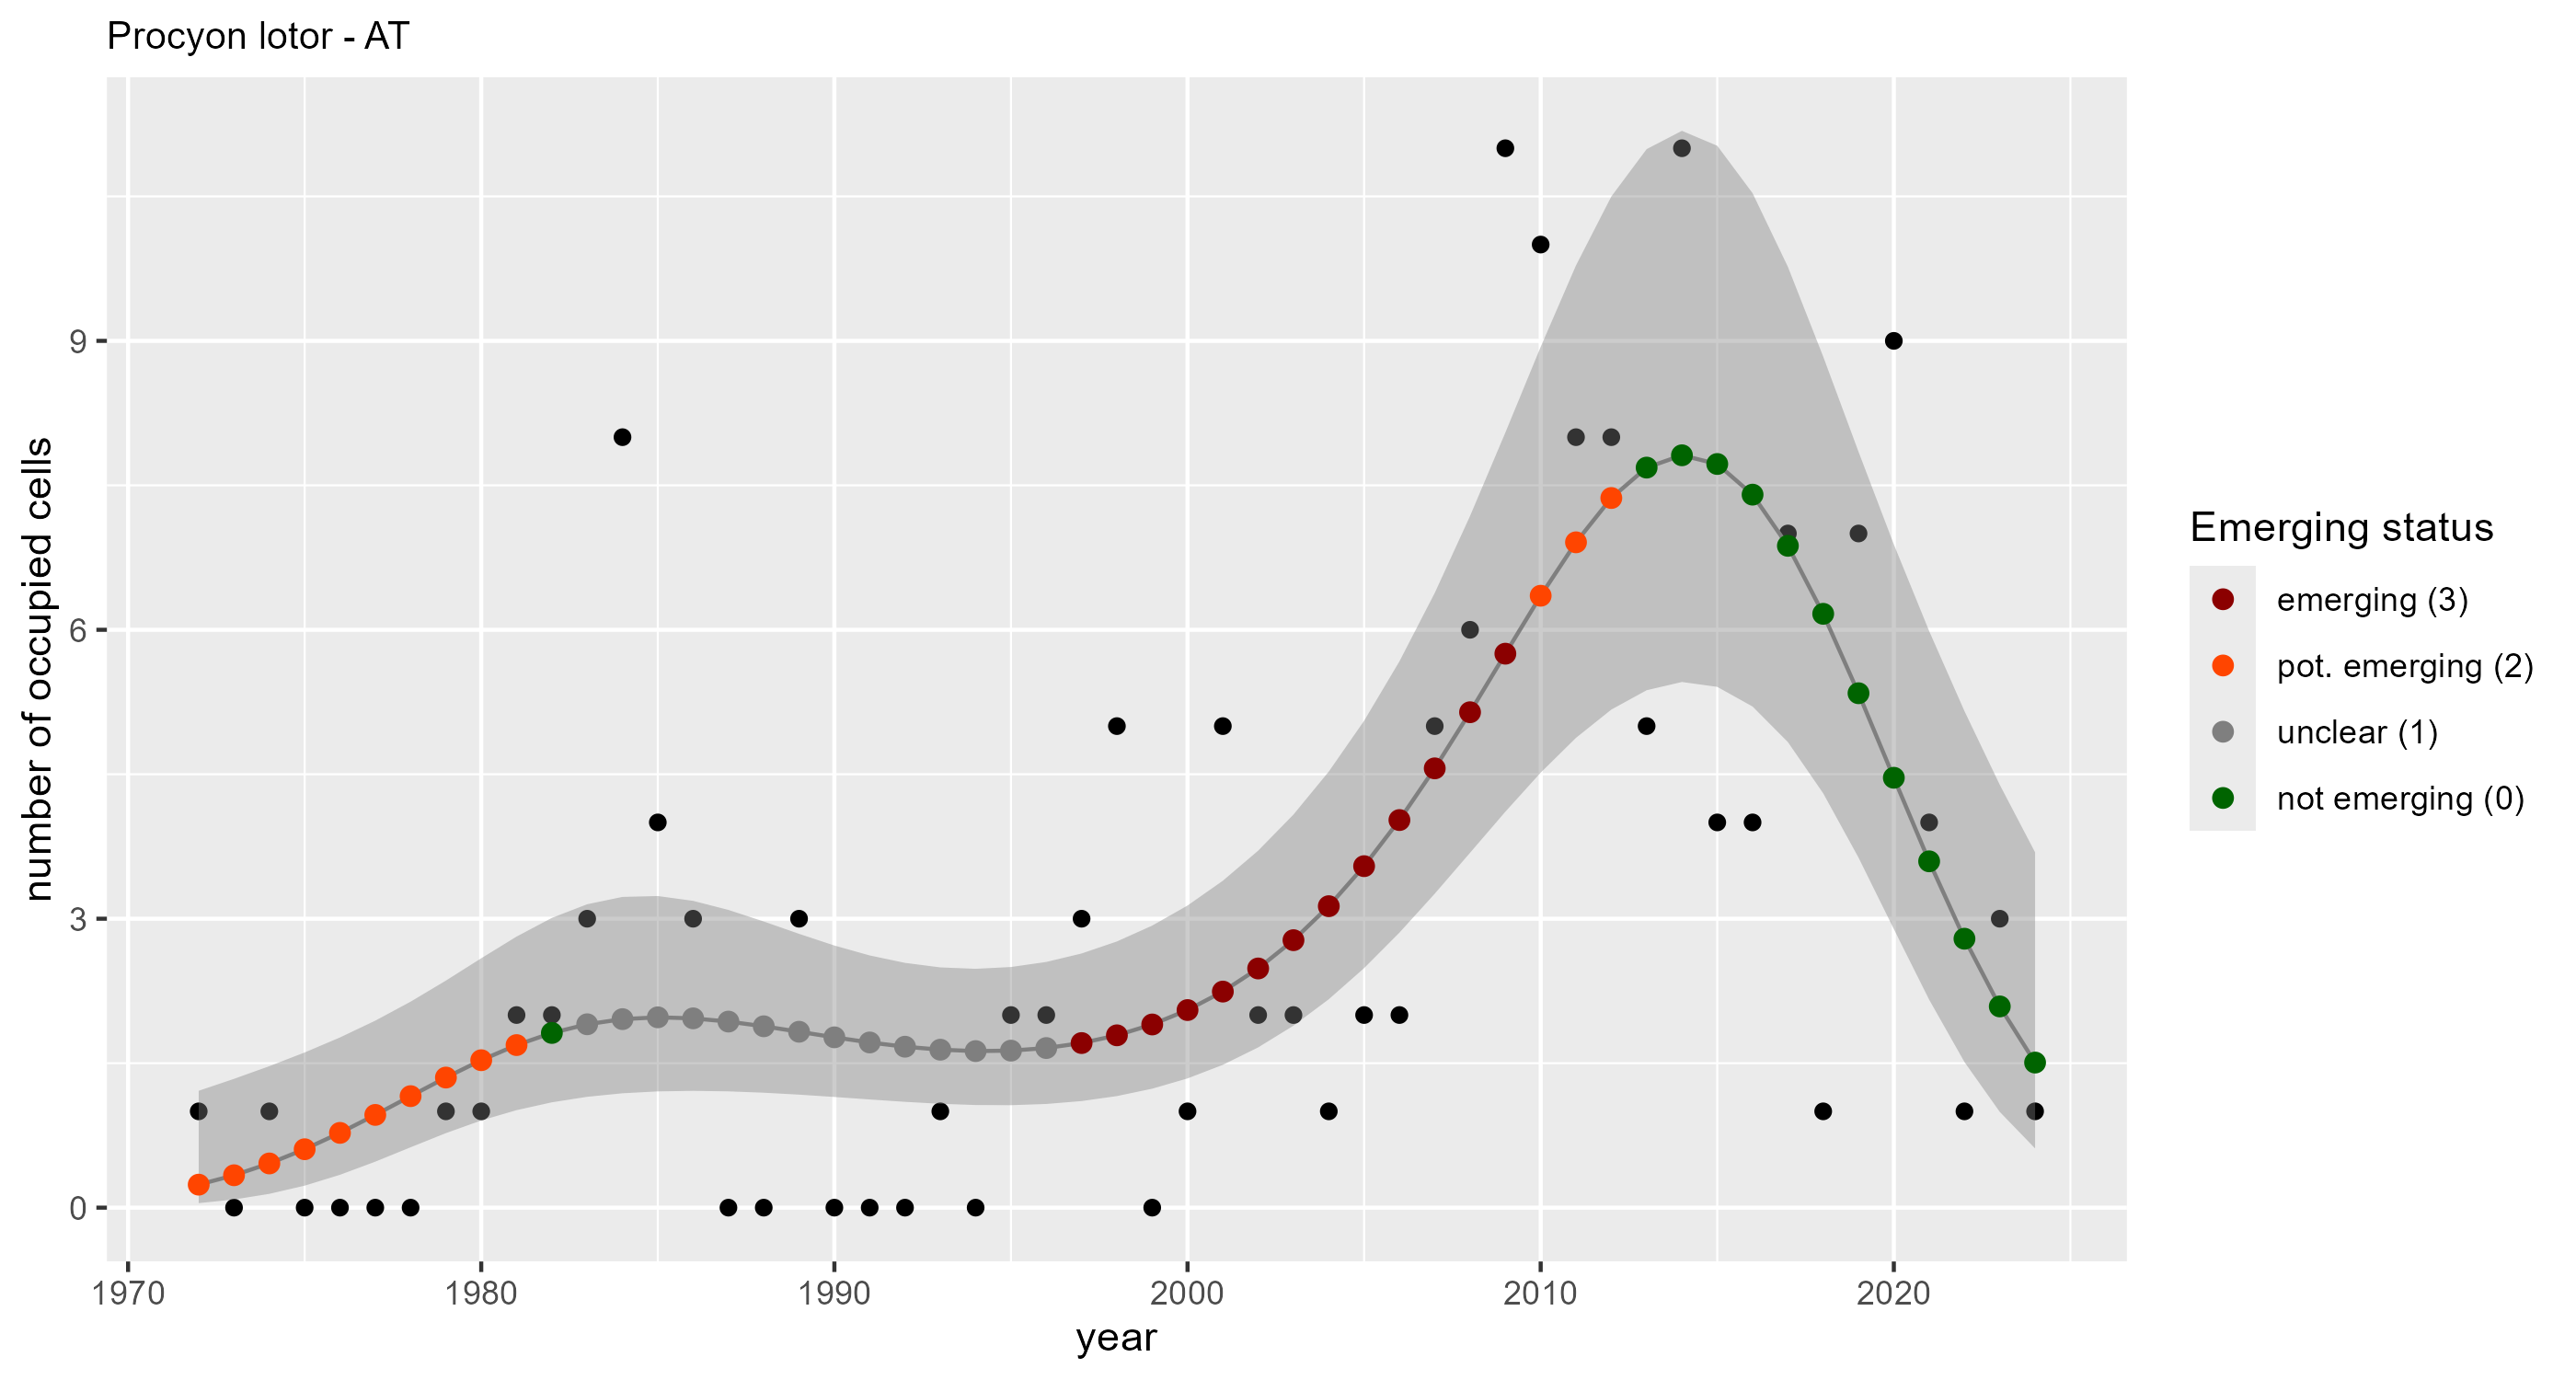 Procyon lotor - AT
number of occupied cells
9
6
3
0
1970 1980 1990 2000 2010 2020
year
Emerging status
emerging (3)
pot. emerging (2)
unclear (1)
not emerging (0)